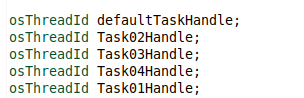 osThreadId defaultTaskHandle;
osThreadId Task02Handle;
osThreadId Task03Handle;
osThreadId Task04Handle;
osThreadId Task01Handle;